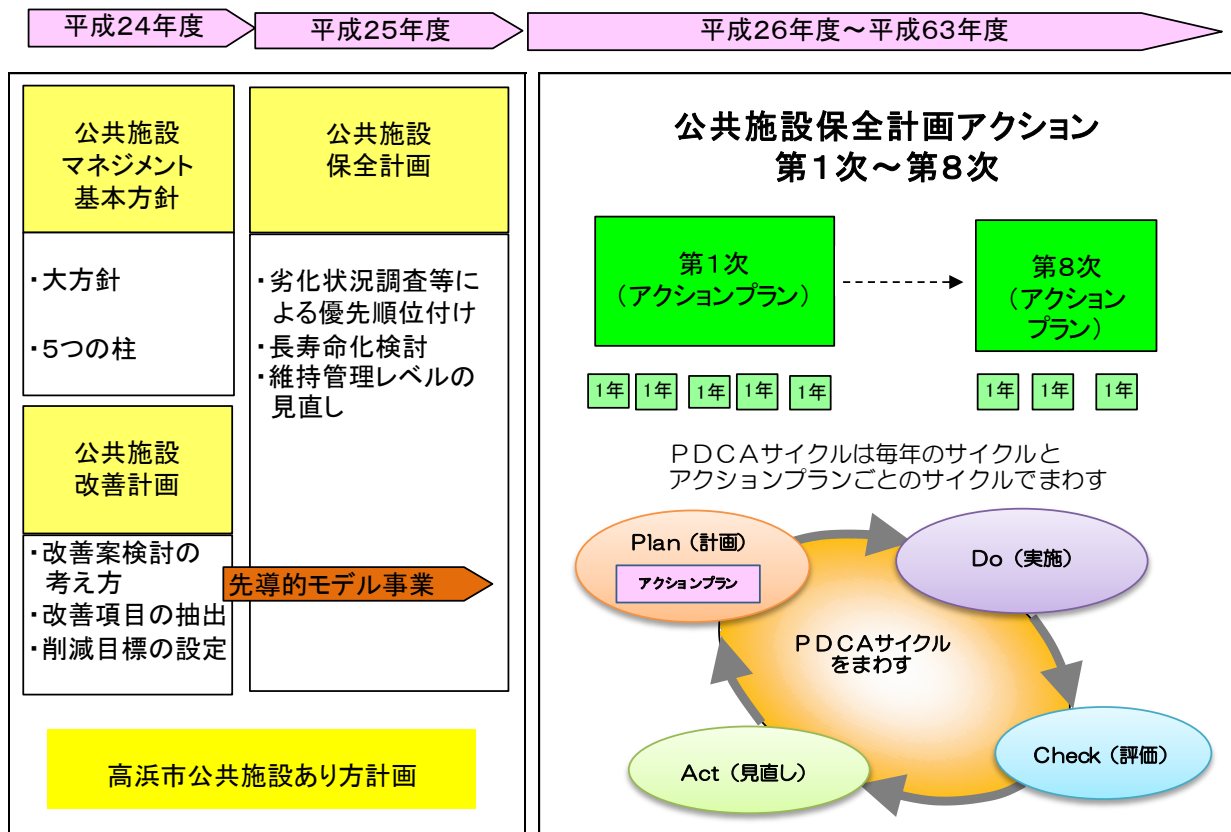 平成24年度
平成25年度
平成26年度～平成63年度
公共施設
マネジメント
基本方針
・大方針
・5つの柱
公共施設
改善計画
・改善案検討の
考え方
・改善項目の抽出
・削減目標の設定
公共施設
保全計画
・劣化状況調査等に
よる優先順位付け
・長寿命化検討
・維持管理レベルの
見直し
先導的モデル事業
高浜市公共施設あり方計画
公共施設保全計画アクション
第1次～第8次
第1次
（アクションプラン）
第8次
（アクション
プラン）
1年
1年
1年
1年
1年
1年
1年
1年
PDCAサイクルは毎年のサイクルと
アクションプランごとのサイクルでまわす
Plan（計画）
アクションプラン
Do（実施）
PDCAサイクル
をまわす
Act（見直し）
Check（評価）